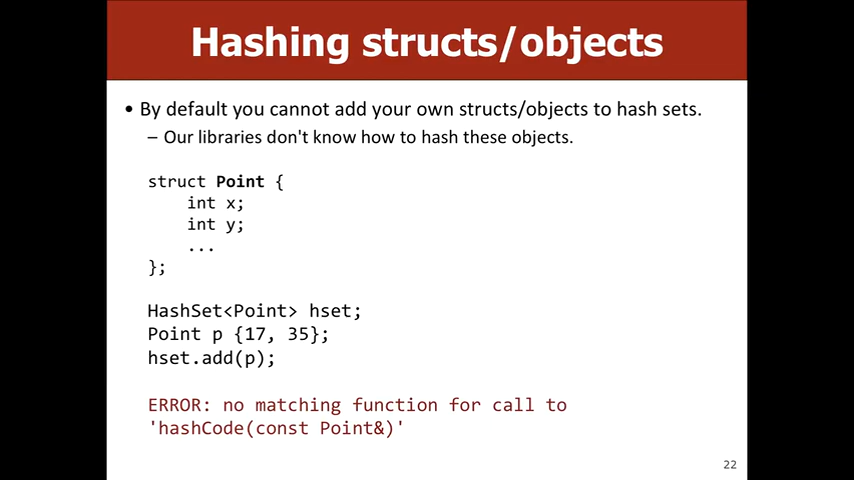 Hashing structs/objects
• By default you cannot add your own structs/objects to hash sets.
– Our libraries don't know how to hash these objects.
struct Point {
    int x;
    int y;
    ...
};
HashSet<Point> hset;
Point p {17, 35};
hset.add(p);
ERROR: no matching function for call to
'hashCode(const Point&)'
22